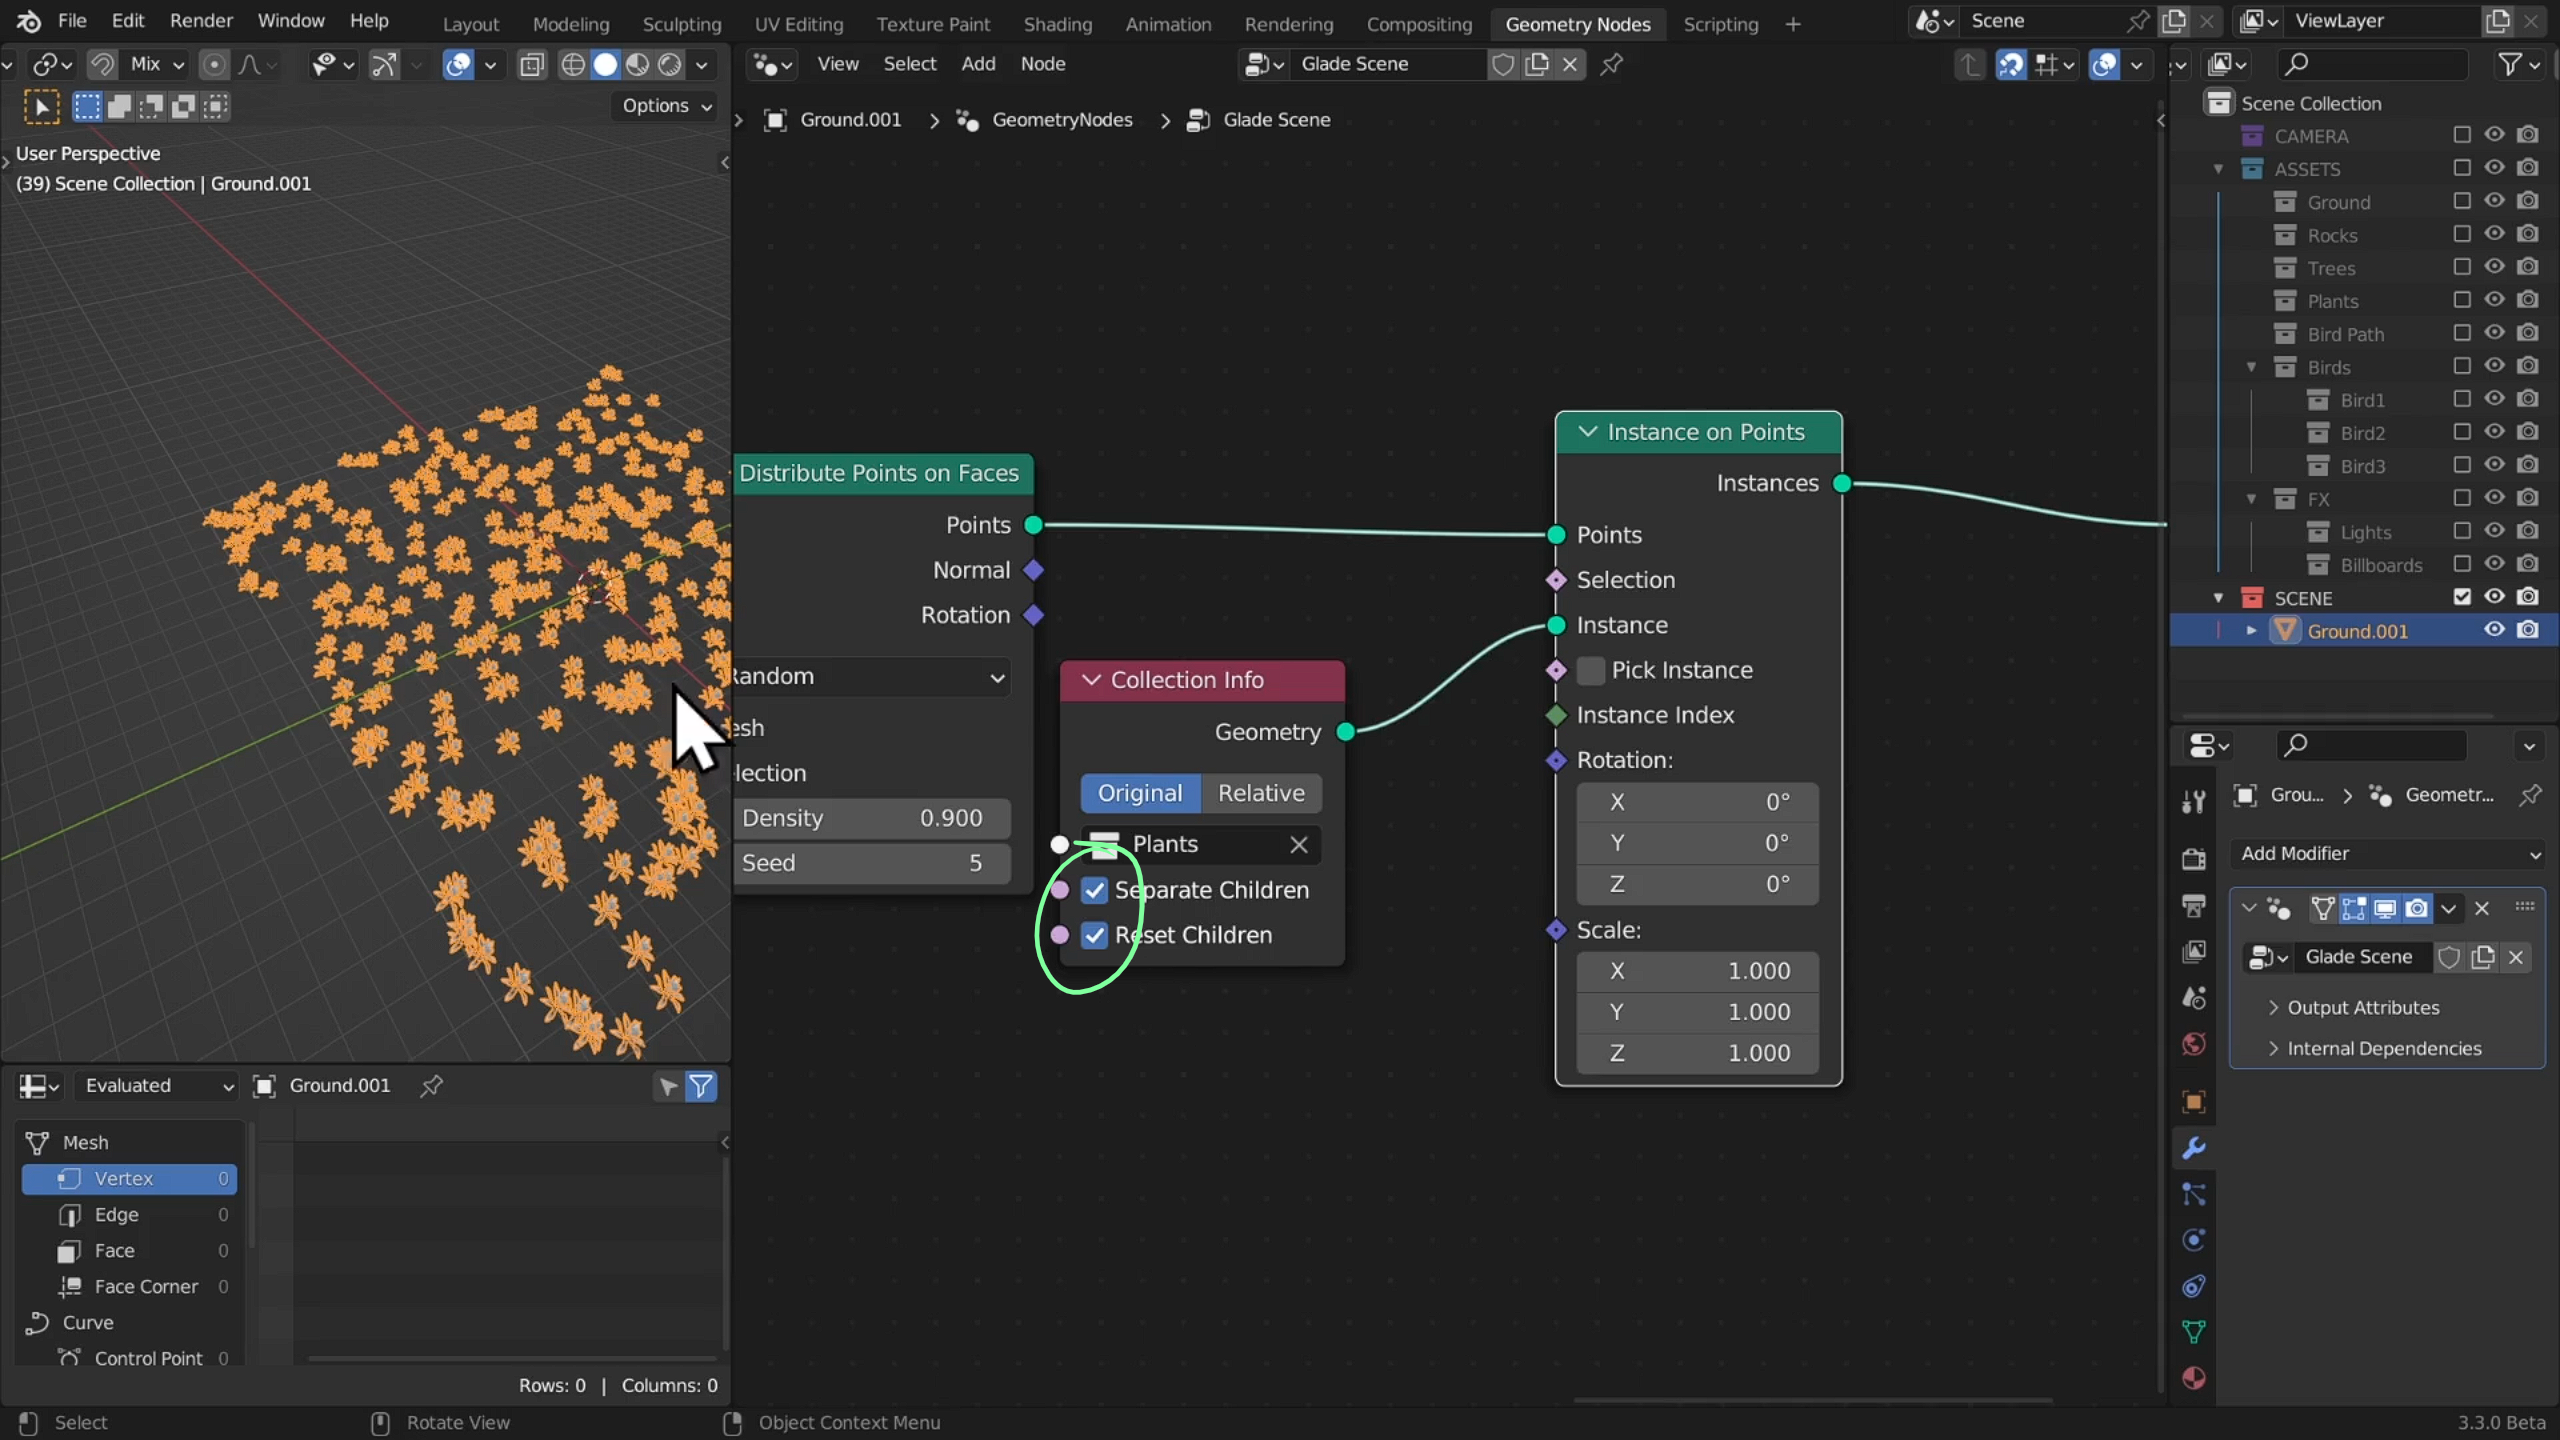 File Edit Render Window Help Layout Modeling Sculpting UV Editing Texture Paint Shading Animation Rendering Compositing Geometry Nodes Scripting + Scene ViewLayer
Mix
View Select Add Node Glade Scene
Options
Ground.001 > GeometryNodes > Glade Scene
User Perspective
(39) Scene Collection | Ground.001
Distribute Points on Faces
Points
Normal
Rotation
Random
esh
lection
Density 0.900
Seed 5
Collection Info
Geometry
Original Relative
Plants
Separate Children
Reset Children
Instance on Points
Instances
Points
Selection
Instance
Pick Instance
Instance Index
Rotation:
X 0°
Y 0°
Z 0°
Scale:
X 1.000
Y 1.000
Z 1.000
Scene Collection
CAMERA
ASSETS
Ground
Rocks
Trees
Plants
Bird Path
Birds
Bird1
Bird2
Bird3
FX
Lights
Billboards
SCENE
Ground.001
Grou... > Geometr...
Add Modifier
Glade Scene
Output Attributes
Internal Dependencies
Evaluated Ground.001
Mesh
Vertex 0
Edge 0
Face 0
Face Corner 0
Curve
Control Point 0
Rows: 0 | Columns: 0
Select Rotate View Object Context Menu 3.3.0 Beta